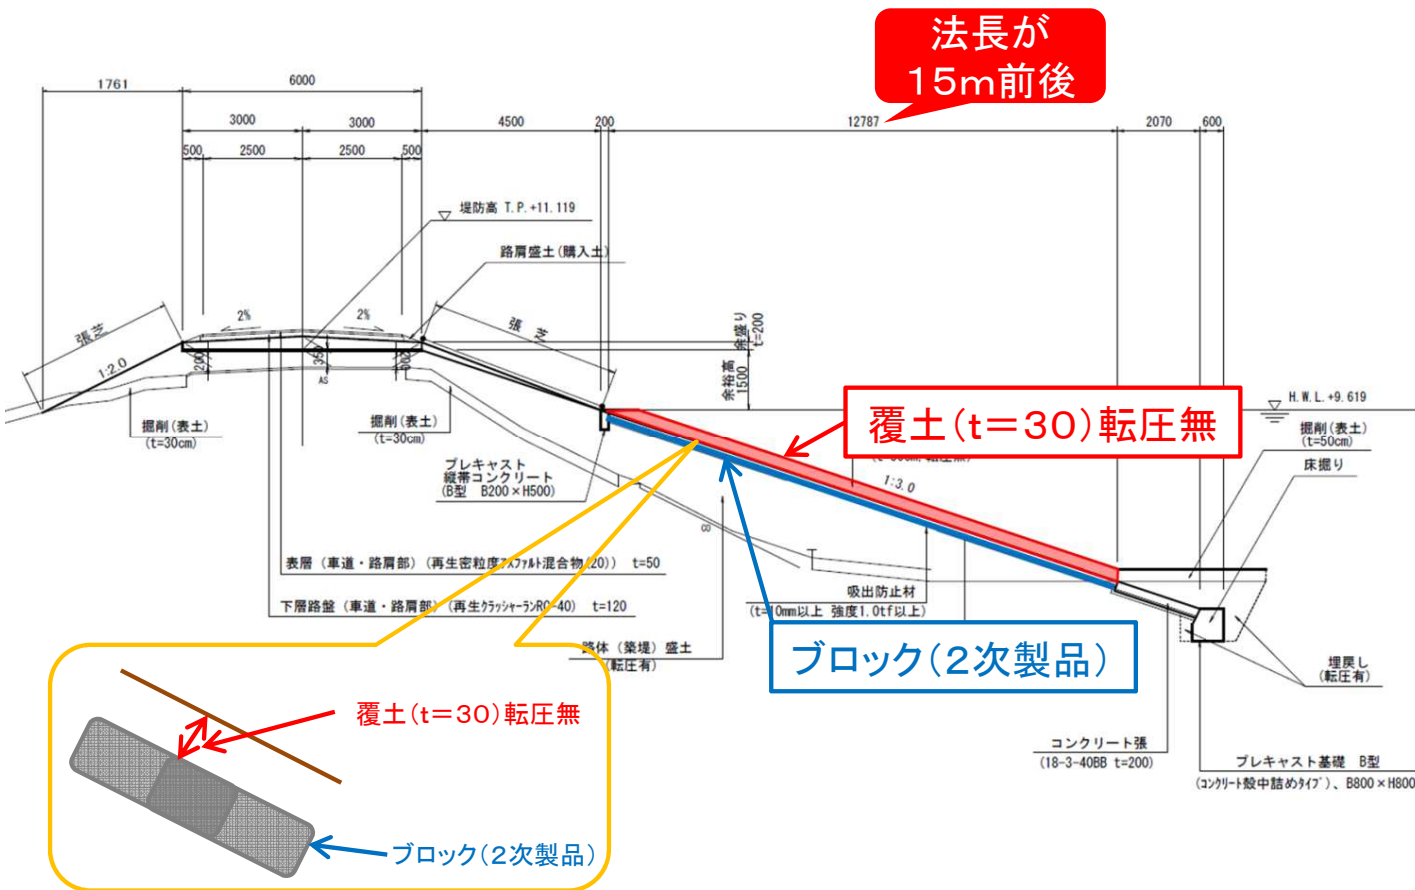 法長が
15m前後
1761
6000
3000
3000
4500
200
12787
2070
600
500
2500
2500
500
堤防高 T.P.+11.119
路肩盛土(購入土)
張芝
1:2.0
2%
2%
張 芝
余盛り
t=200
余裕高
1500
200
350
AS
H.W.L.+9.619
掘削(表土)
(t=30cm)
掘削(表土)
(t=30cm)
覆土(t=30)転圧無
掘削(表土)
(t=50cm)
床掘り
プレキャスト
縦帯コンクリート
(B型 B200×H500)
1:3.0
表層(車道・路肩部)(再生密粒度アスファルト混合物(20)) t=50
下層路盤(車道・路肩部)(再生クラッシャーランRC-40) t=120
吸出防止材
(t=10mm以上 強度1.0tf以上)
路体(築堤)盛土
(転圧有)
ブロック(2次製品)
埋戻し
(転圧有)
コンクリート張
(18-3-40BB t=200)
プレキャスト基礎 B型
(コンクリート殻中詰めタイプ)、B800×H800
覆土(t=30)転圧無
ブロック(2次製品)